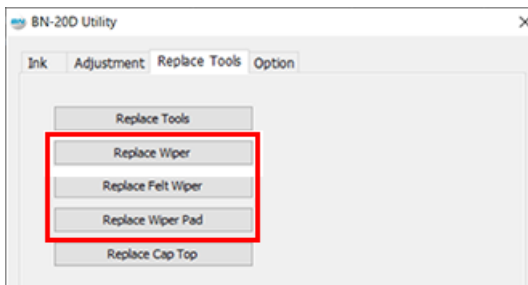 BN-20D Utility
Ink Adjustment Replace Tools Option
Replace Tools
Replace Wiper
Replace Felt Wiper
Replace Wiper Pad
Replace Cap Top